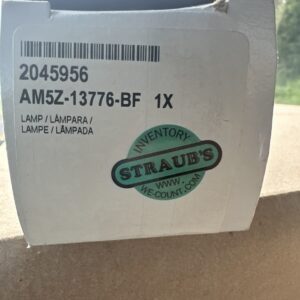 2045956
AM5Z-13776-BF 1X
LAMP / LÁMPARA /
LAMPE / LÂMPADA
INVENTORY
STRAUB'S
WWW.
WE-COUNT.COM